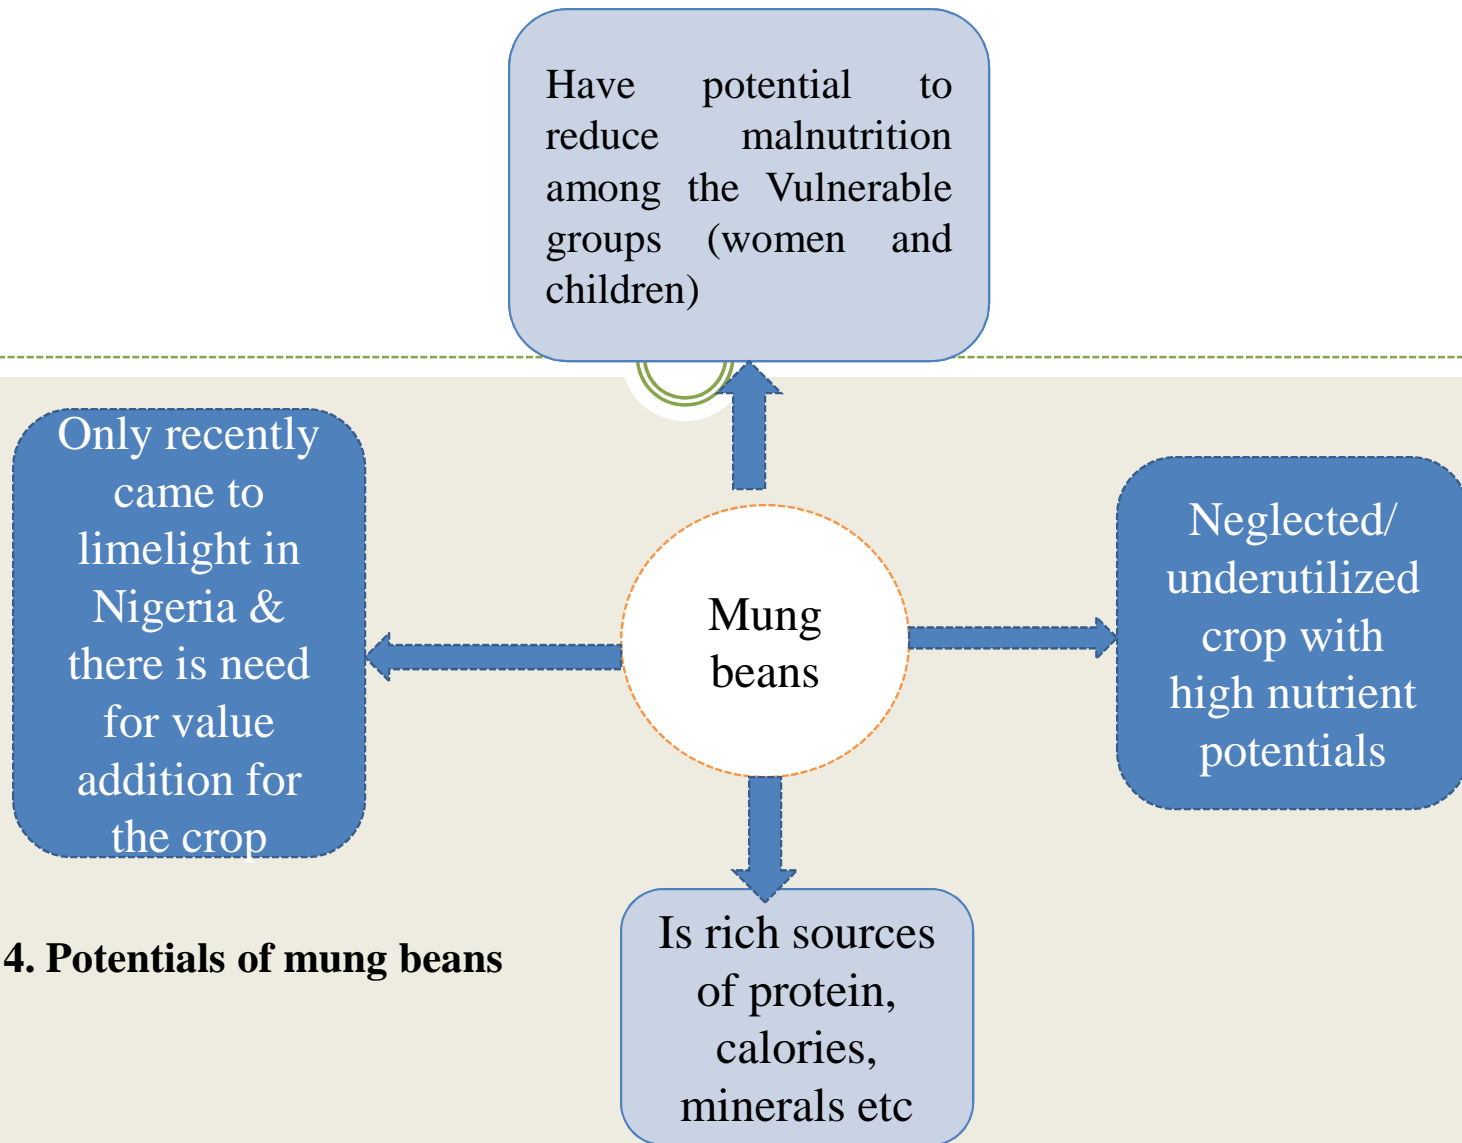 Have potential to
reduce malnutrition
among the Vulnerable
groups (women and
children)
Only recently
came to
limelight in
Nigeria &
there is need
for value
addition for
the crop
Mung
beans
Neglected/
underutilized
crop with
high nutrient
potentials
Is rich sources
of protein,
calories,
minerals etc
4. Potentials of mung beans